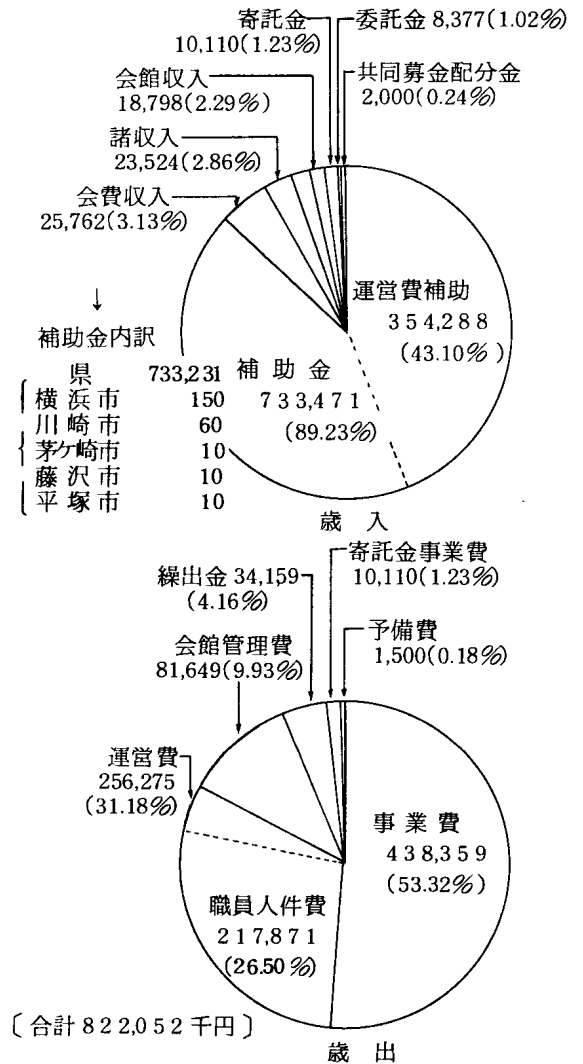 寄託金
10,110(1.23%)
委託金 8,377(1.02%)
会館収入
18,798(2.29%)
共同募金配分金
2,000(0.24%)
諸収入
23,524(2.86%)
会費収入
25,762(3.13%)
運営費補助
354,288
(43.10%)
↓
補助金内訳
県 733,231
横浜市 150
川崎市 60
茅ケ崎市 10
藤沢市 10
平塚市 10
補助金
733,471
(89.23%)
歳入
繰出金 34,159
(4.16%)
寄託金事業費
10,110(1.23%)
会館管理費
81,649(9.93%)
予備費
1,500(0.18%)
運営費
256,275
(31.18%)
事業費
438,359
(53.32%)
職員人件費
217,871
(26.50%)
〔合計822,052千円〕
歳出